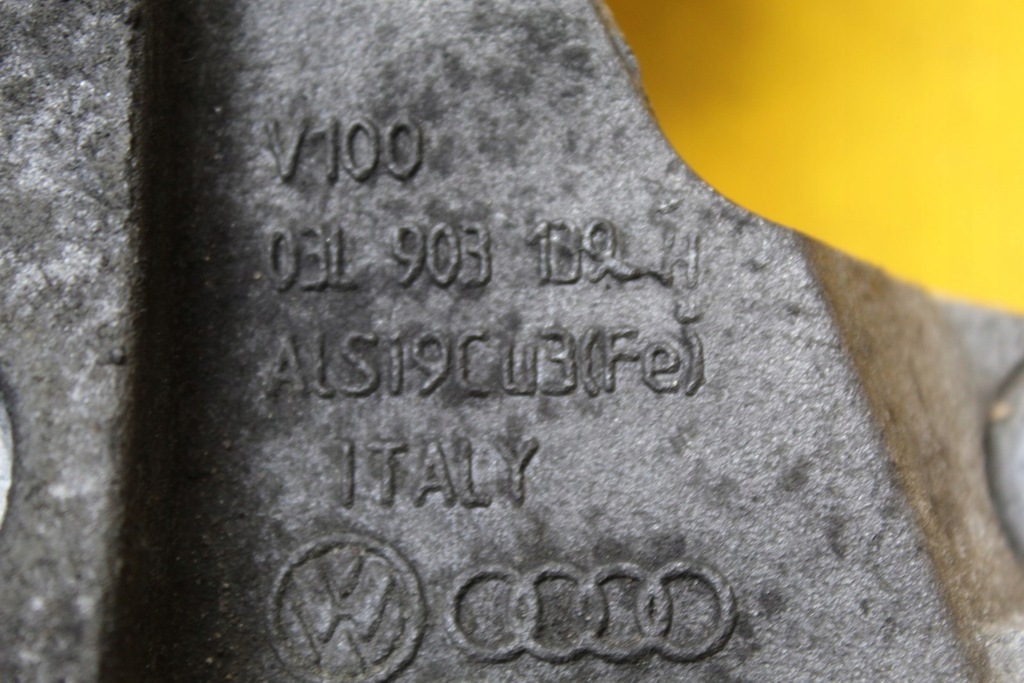 V100
03L 903 139 H
AlSi9Cu3(Fe)
ITALY